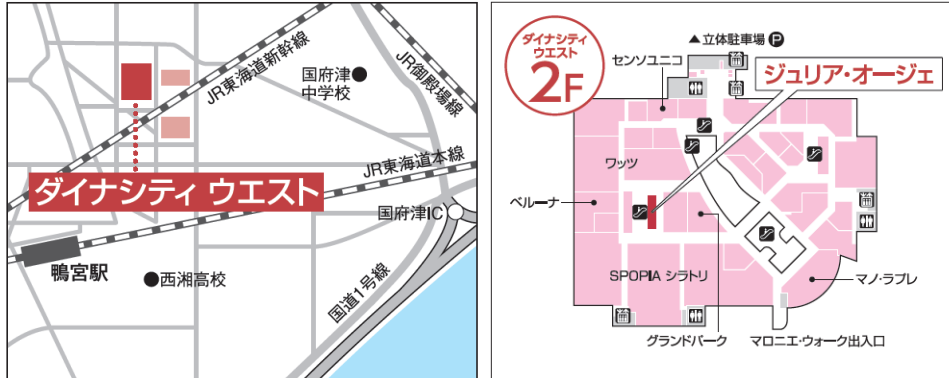 JR東海道新幹線
国府津
中学校
JR御殿場線
JR東海道本線
ダイナシティ ウエスト
国府津IC
鴨宮駅
西湘高校
国道1号線
ダイナシティ
ウエスト
2F
▲立体駐車場 P
センソユニコ
ジュリア・オージェ
ワッツ
ベルーナ
SPOPIA シラトリ
マノ・ラプレ
グランドパーク
マロニエ・ウォーク出入口